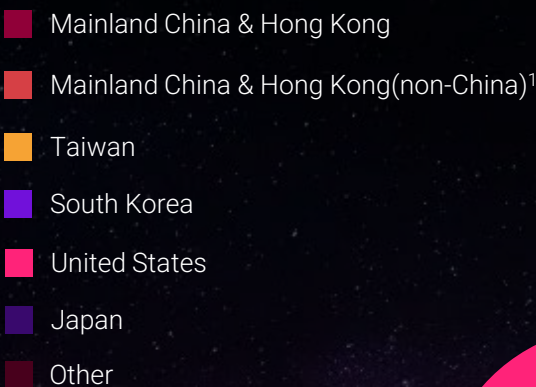 Mainland China & Hong Kong
Mainland China & Hong Kong(non-China)¹
Taiwan
South Korea
United States
Japan
Other